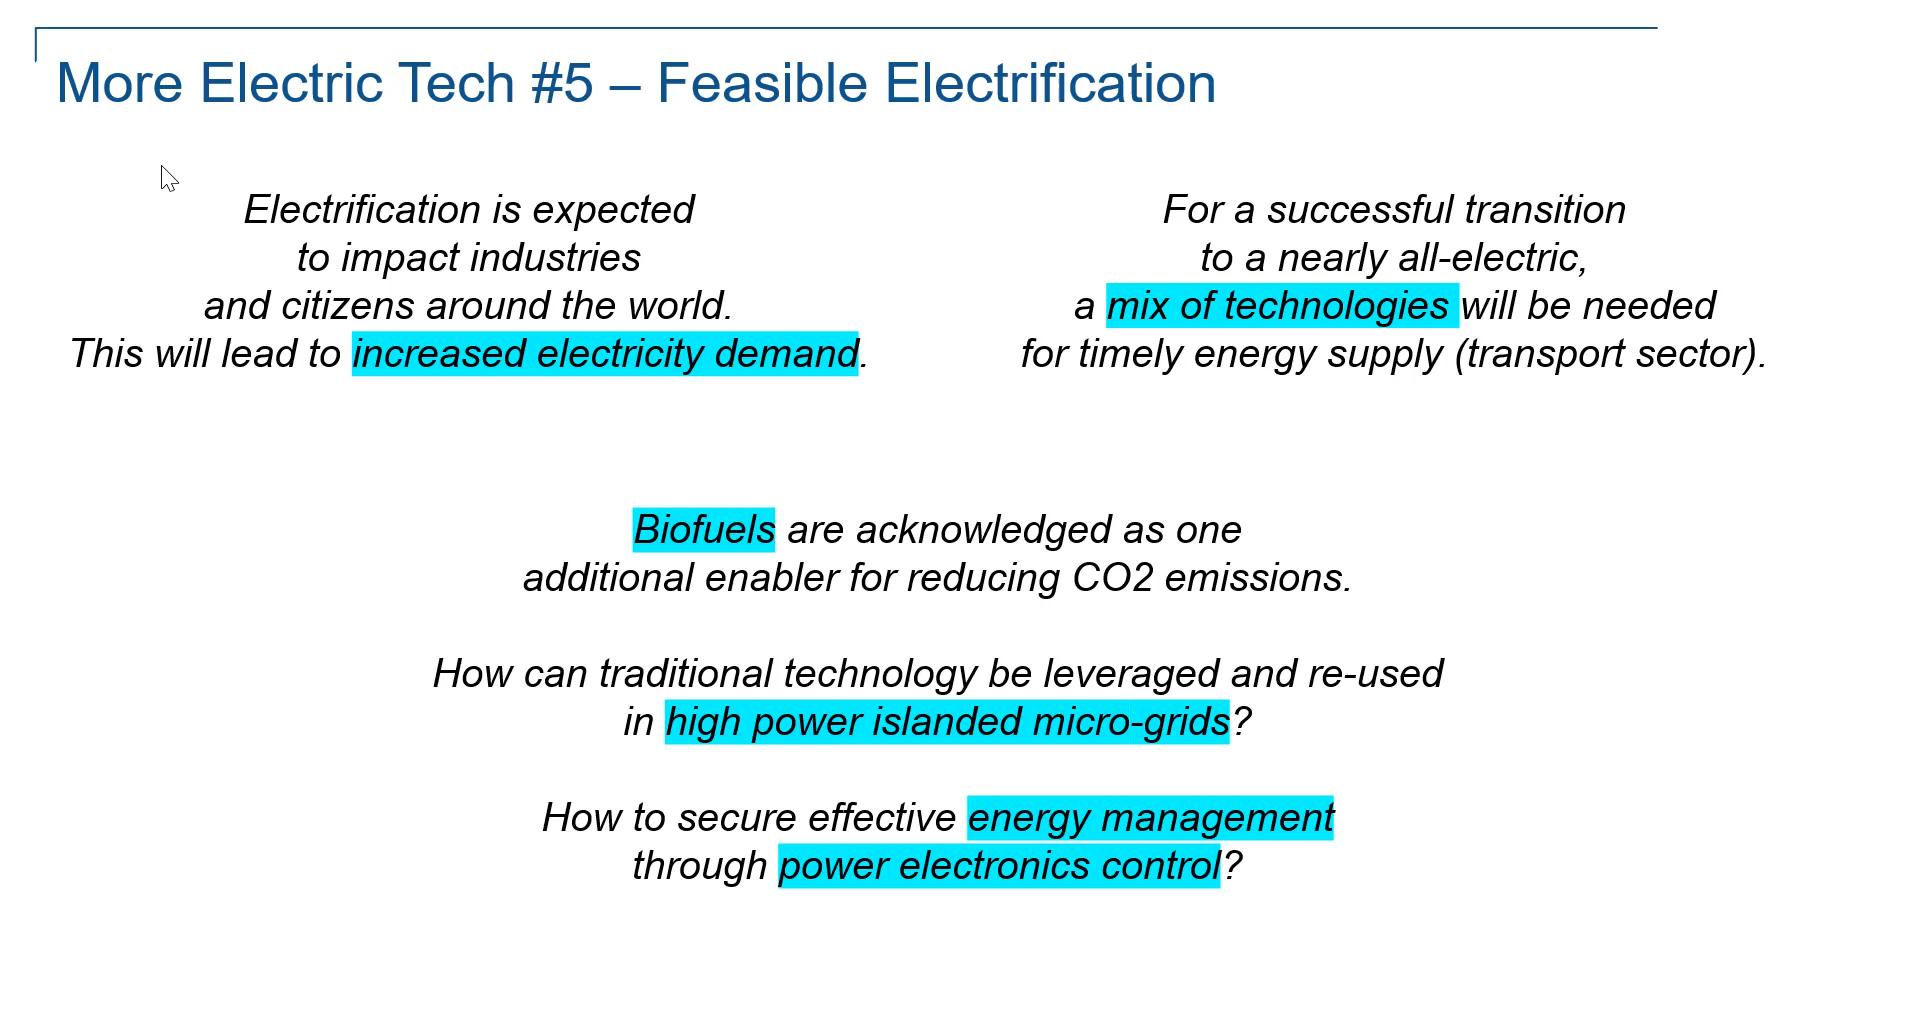 More Electric Tech #5 – Feasible Electrification
Electrification is expected
to impact industries
and citizens around the world.
This will lead to increased electricity demand.
For a successful transition
to a nearly all-electric,
a mix of technologies will be needed
for timely energy supply (transport sector).
Biofuels are acknowledged as one
additional enabler for reducing CO2 emissions.
How can traditional technology be leveraged and re-used
in high power islanded micro-grids?
How to secure effective energy management
through power electronics control?